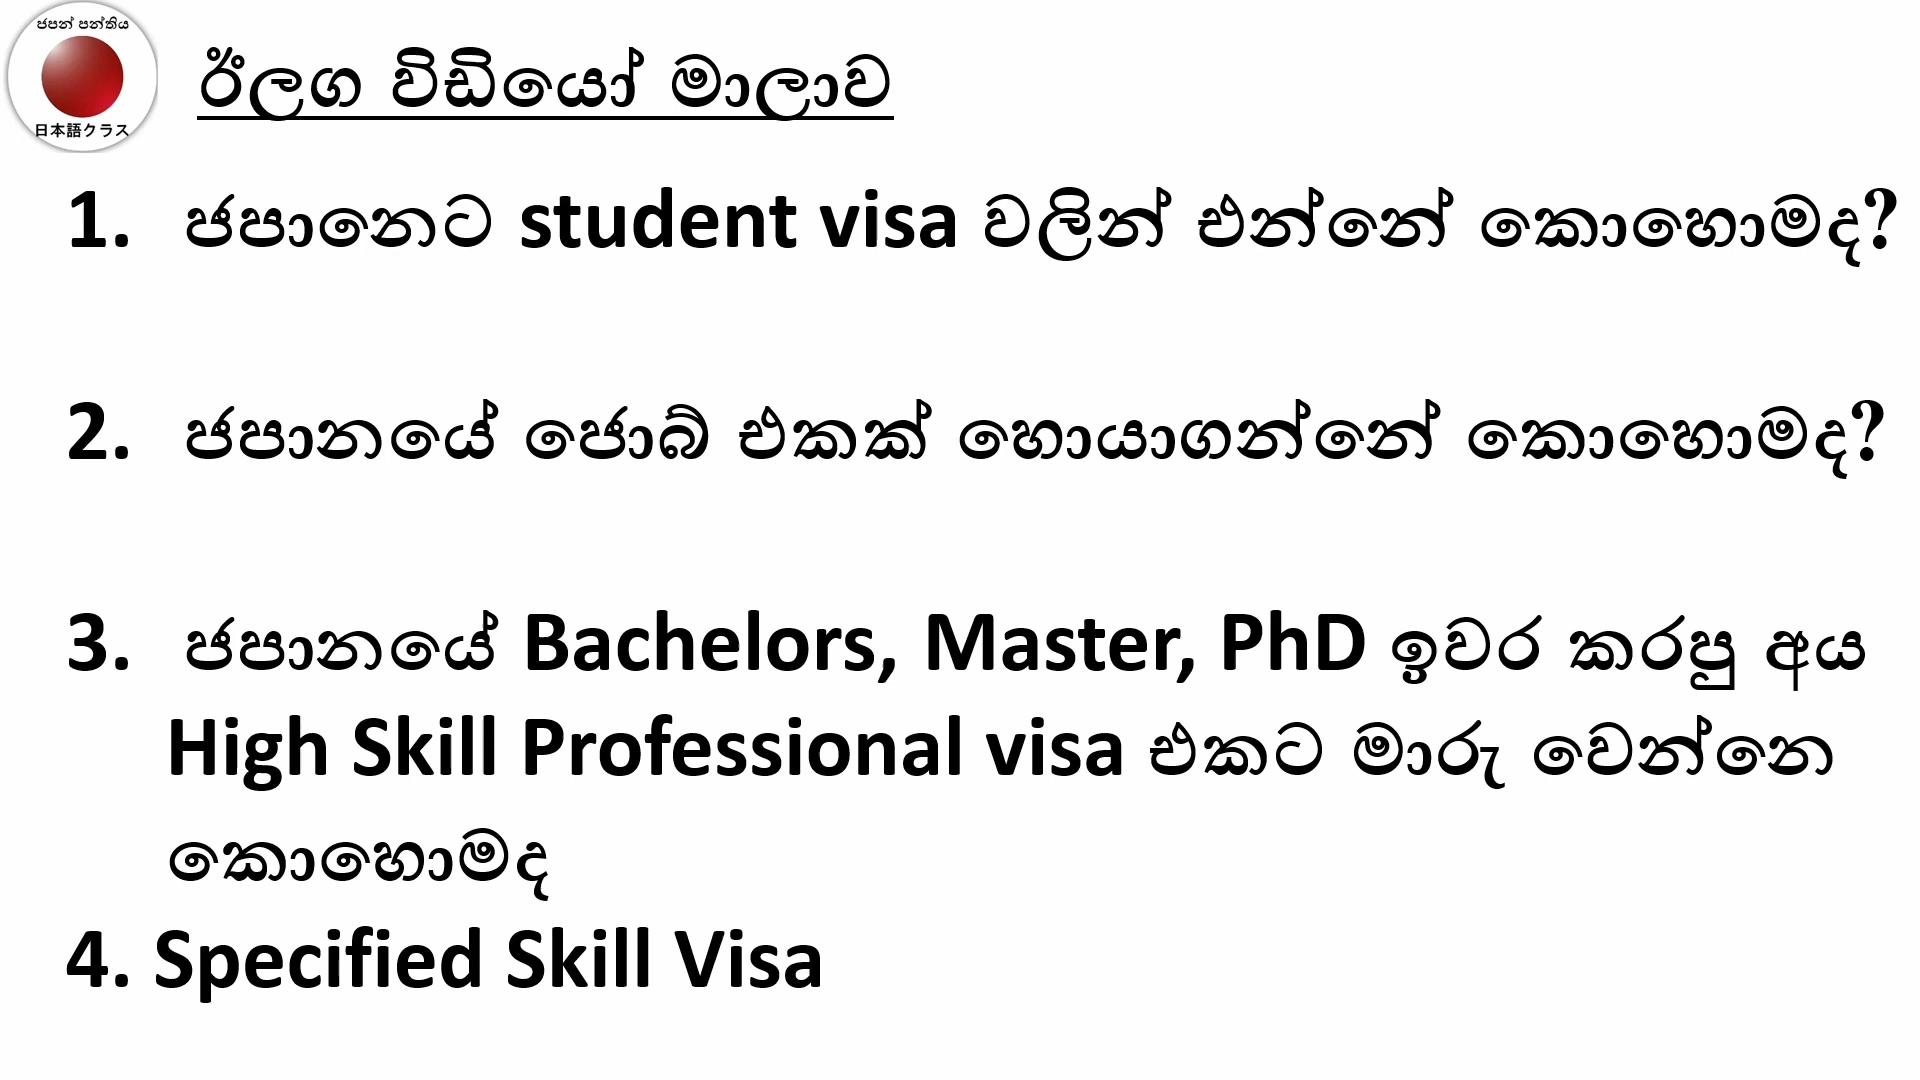 ජපන් පන්තිය
日本語クラス
ඊලග විඩියෝ මාලාව
1. ජපානෙට student visa වලින් එන්නේ කොහොමද?
2. ජපානයේ ජොබ් එකක් හොයාගන්නේ කොහොමද?
3. ජපානයේ Bachelors, Master, PhD ඉවර කරපු අය
High Skill Professional visa එකට මාරු වෙන්නෙ
කොහොමද
4. Specified Skill Visa